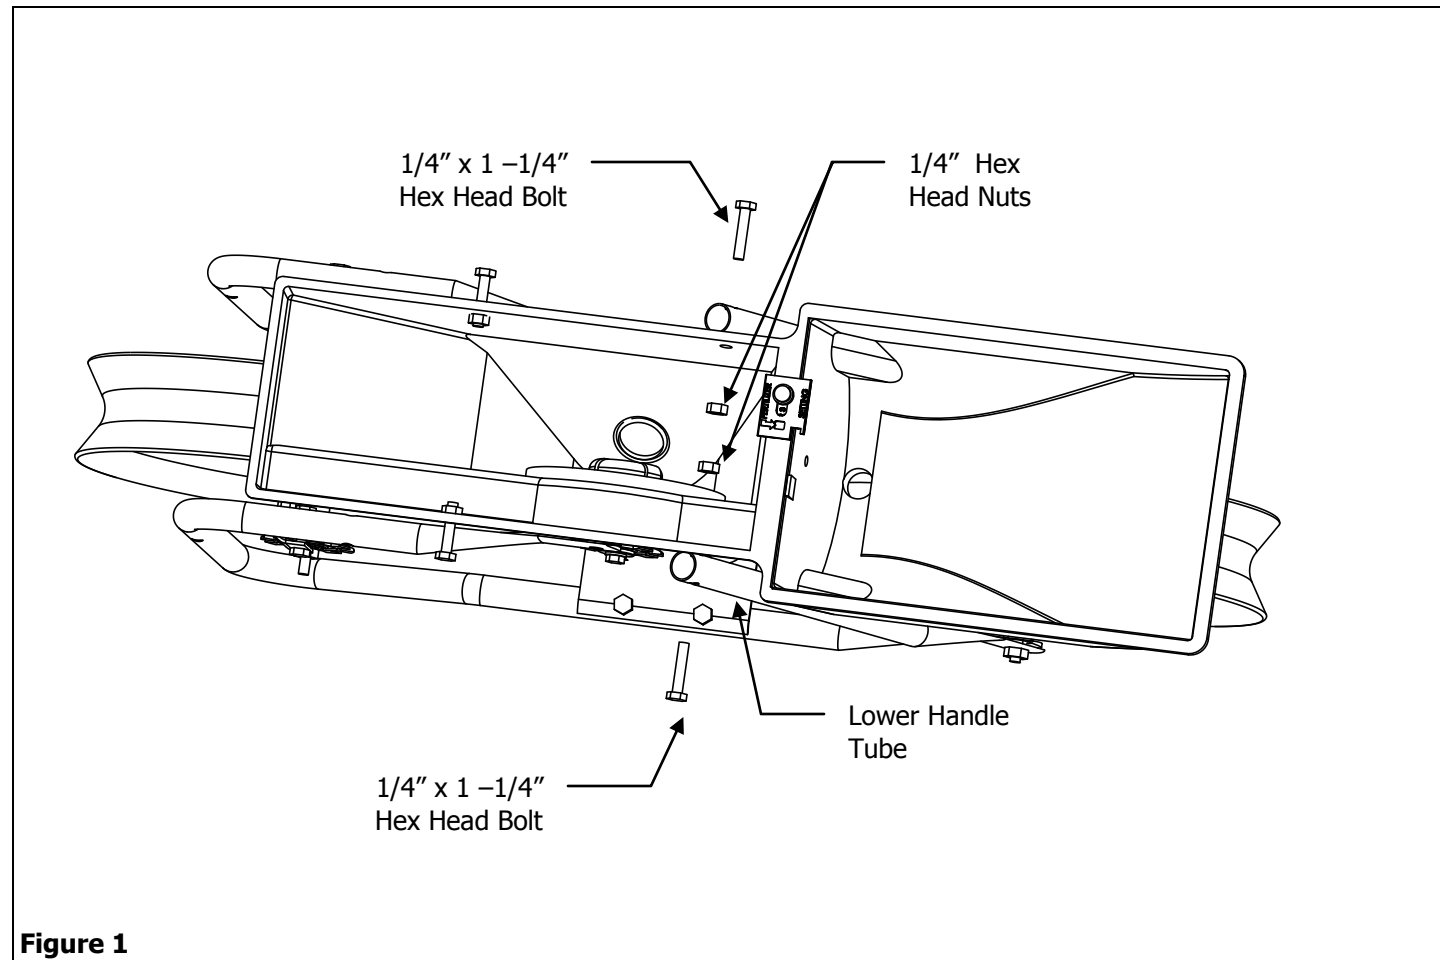 1/4” x 1 –1/4”
Hex Head Bolt
1/4” Hex
Head Nuts
Lower Handle
Tube
1/4” x 1 –1/4”
Hex Head Bolt
Figure 1